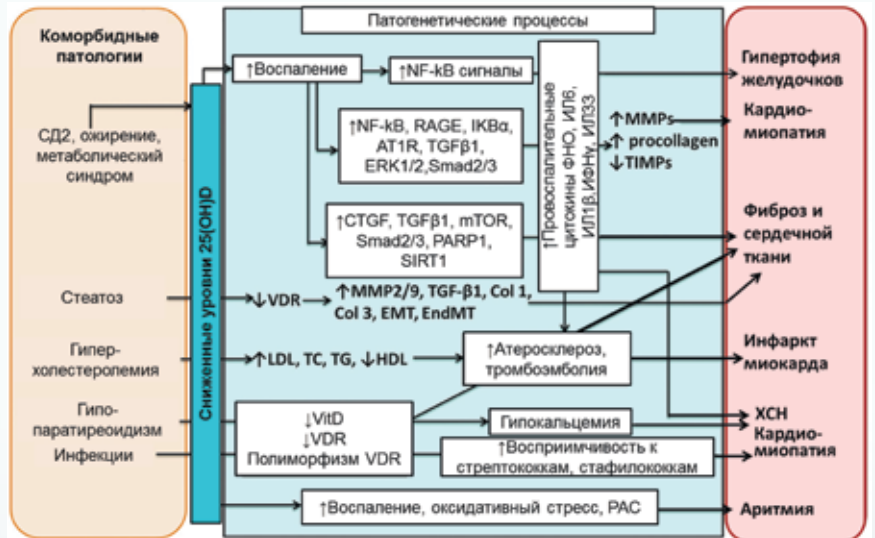 Коморбидные
патологии
СД2, ожирение,
метаболический
синдром
Стеатоз
Гипер-
холестеролемия
Гипо-
паратиреоидизм
Инфекции
Сниженные уровни 25(OH)D
Патогенетические процессы
↑Воспаление
↑NF-kB сигналы
↑NF-kB, RAGE, IKBα,
AT1R, TGFβ1,
ERK1/2,Smad2/3
↑CTGF, TGFβ1, mTOR,
Smad2/3, PARP1,
SIRT1
↑Провоспалительные
цитокины ФНО, ИЛ6,
ИЛ1β,ИФНγ, ИЛ33
↑MMPs
↑ procollagen
↓TIMPs
↓VDR
↑MMP2/9, TGF-β1, Col 1,
Col 3, EMT, EndMT
↑LDL, TC, TG, ↓HDL
↑Атеросклероз,
тромбоэмболия
↓VitD
↓VDR
Полиморфизм VDR
Гипокальцемия
↑Восприимчивость к
стрептококкам, стафилококкам
↑Воспаление, оксидативный стресс, РАС
Гипертофия
желудочков
Кардио-
миопатия
Фиброз и
сердечной
ткани
Инфаркт
миокарда
ХСН
Кардио-
миопатия
Аритмия